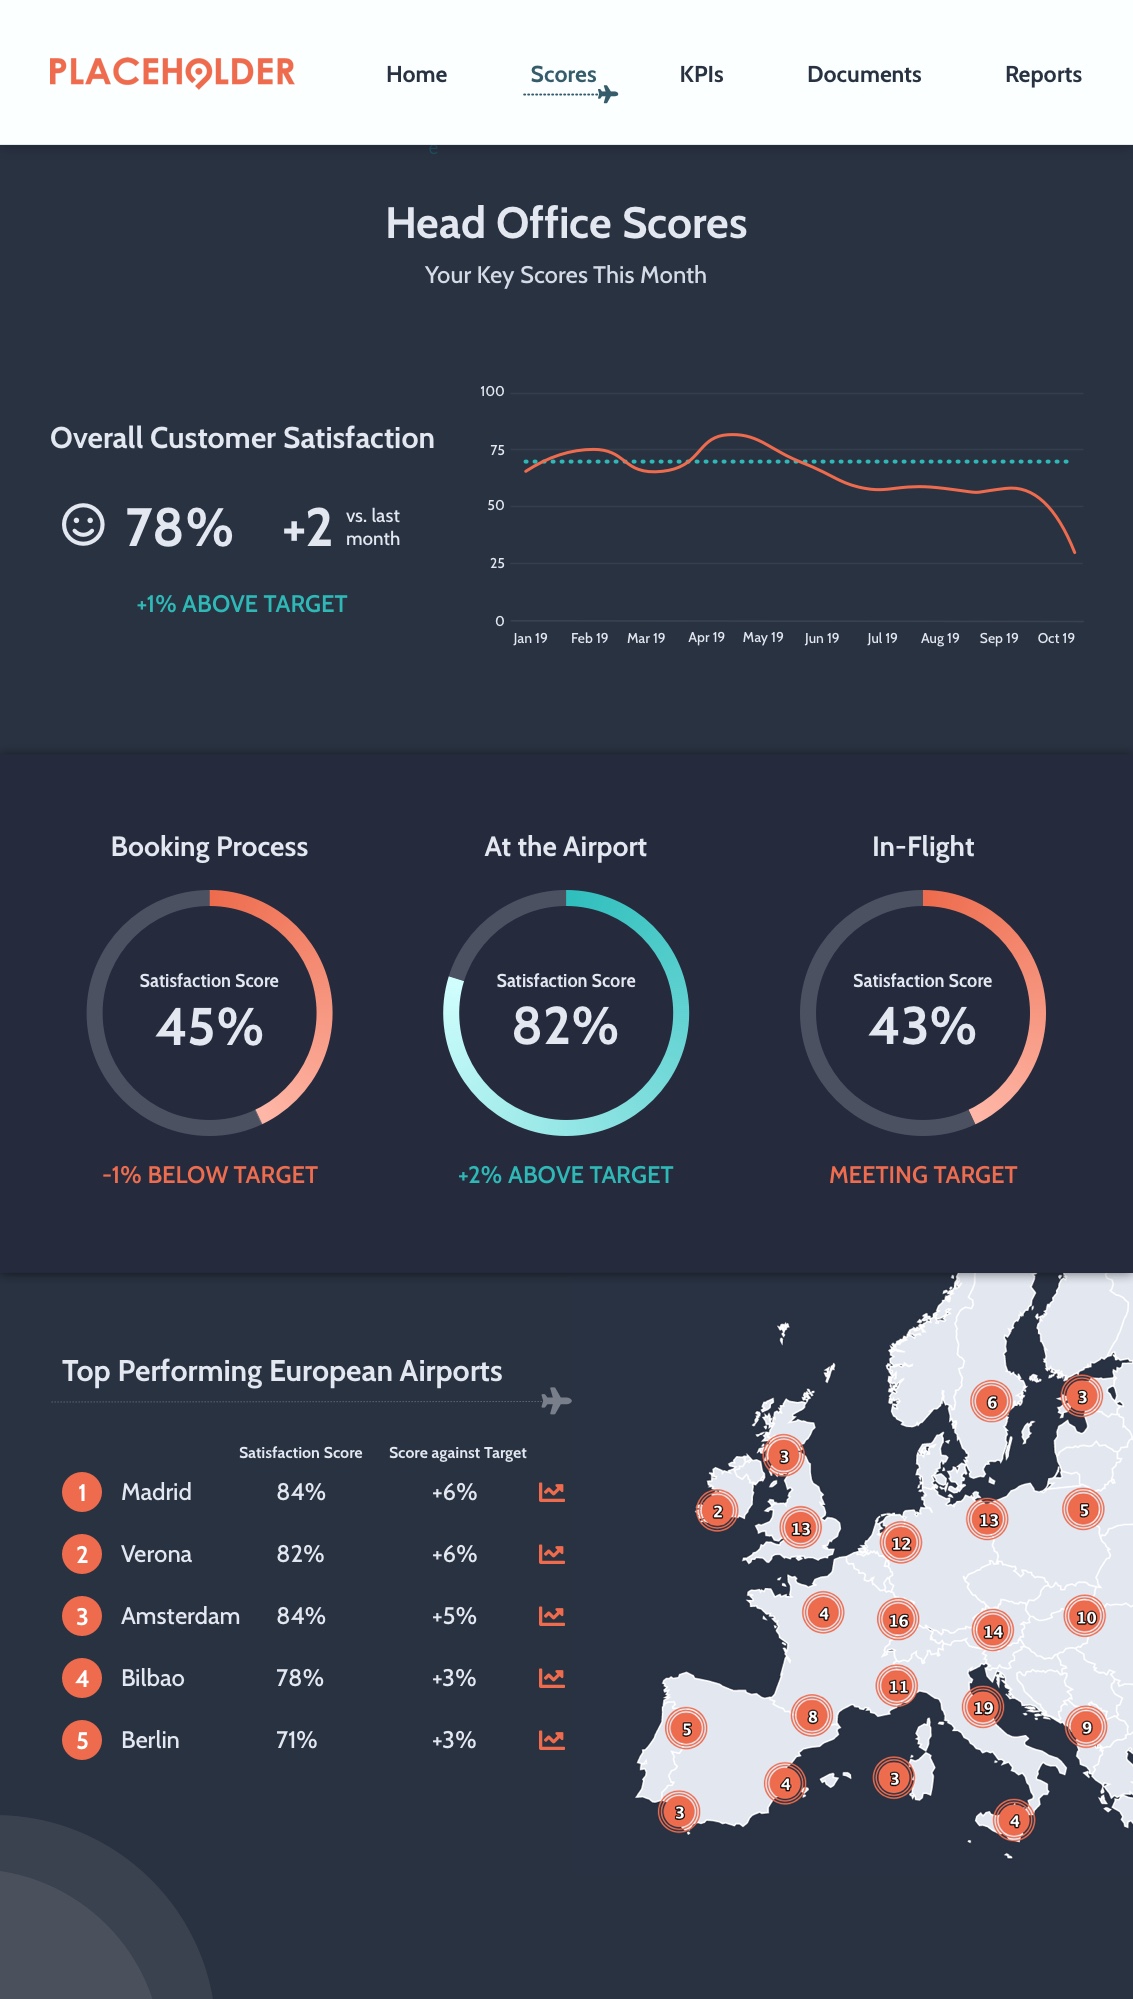 PLACEHOLDER
Home
Scores
KPIs
Documents
Reports
Head Office Scores
Your Key Scores This Month
Overall Customer Satisfaction
78%
+2
vs. last
month
+1% ABOVE TARGET
100
75
50
25
0
Jan 19
Feb 19
Mar 19
Apr 19
May 19
Jun 19
Jul 19
Aug 19
Sep 19
Oct 19
Booking Process
Satisfaction Score
45%
-1% BELOW TARGET
At the Airport
Satisfaction Score
82%
+2% ABOVE TARGET
In-Flight
Satisfaction Score
43%
MEETING TARGET
Top Performing European Airports
Satisfaction Score
Score against Target
1 Madrid 84% +6%
2 Verona 82% +6%
3 Amsterdam 84% +5%
4 Bilbao 78% +3%
5 Berlin 71% +3%
6
3
3
2
13
13
5
12
4
16
14
10
11
19
8
5
9
3
4
3
4